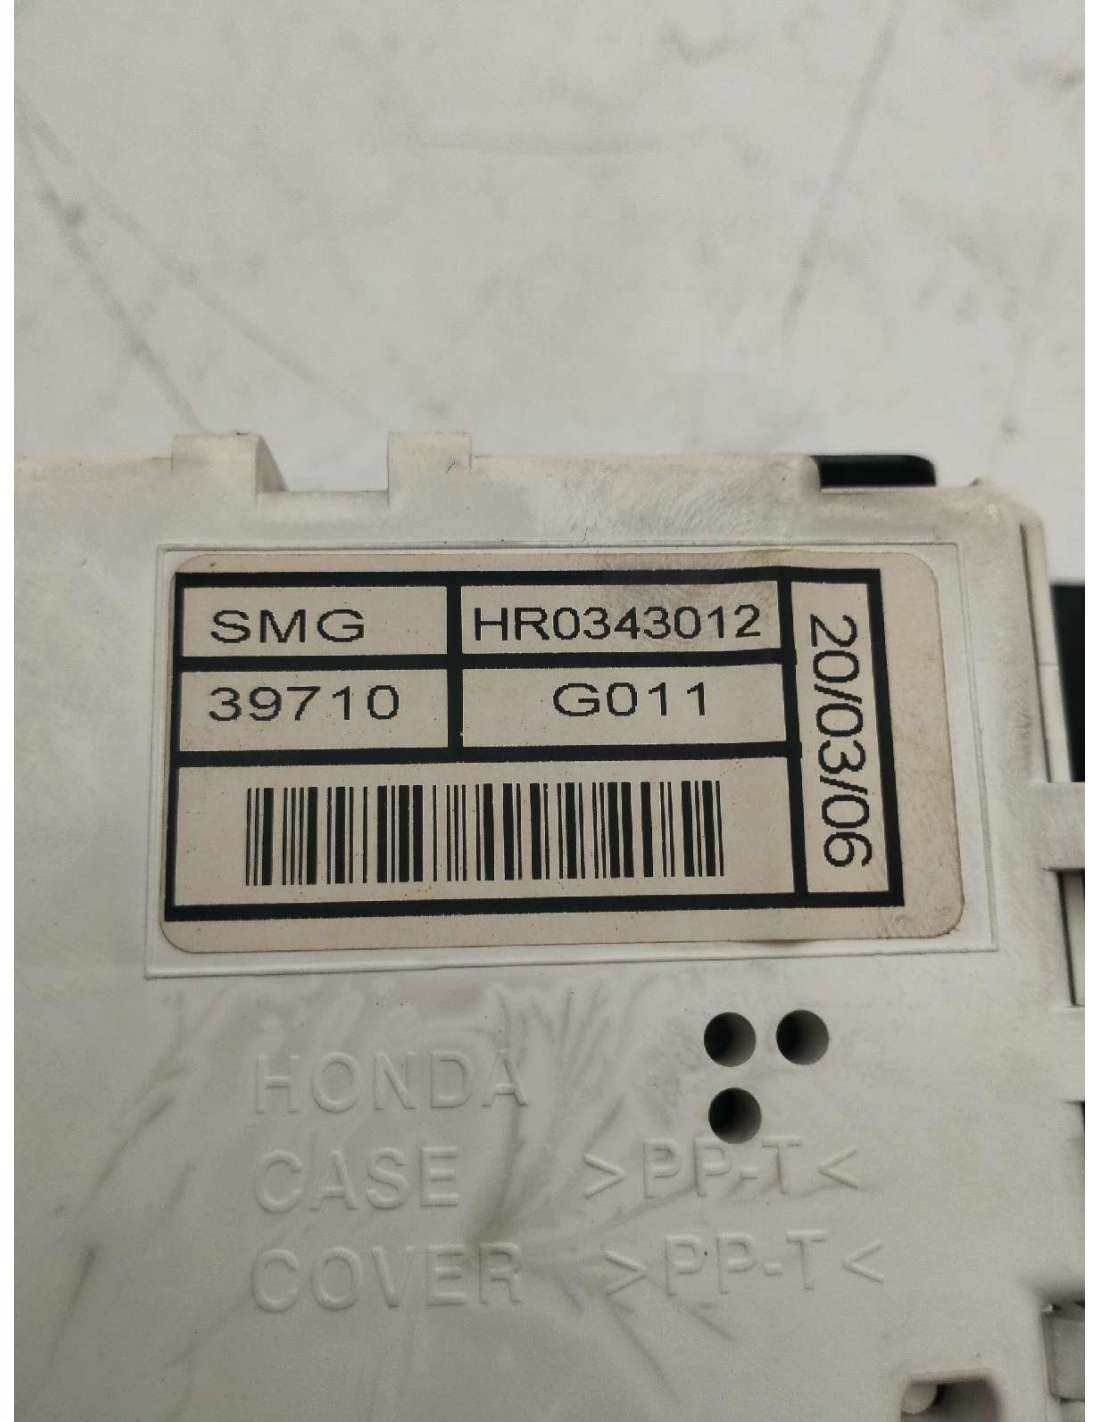 SMG HR0343012
39710 G011
20/03/06
HONDA
CASE >PP-T<
COVER >PP-T<